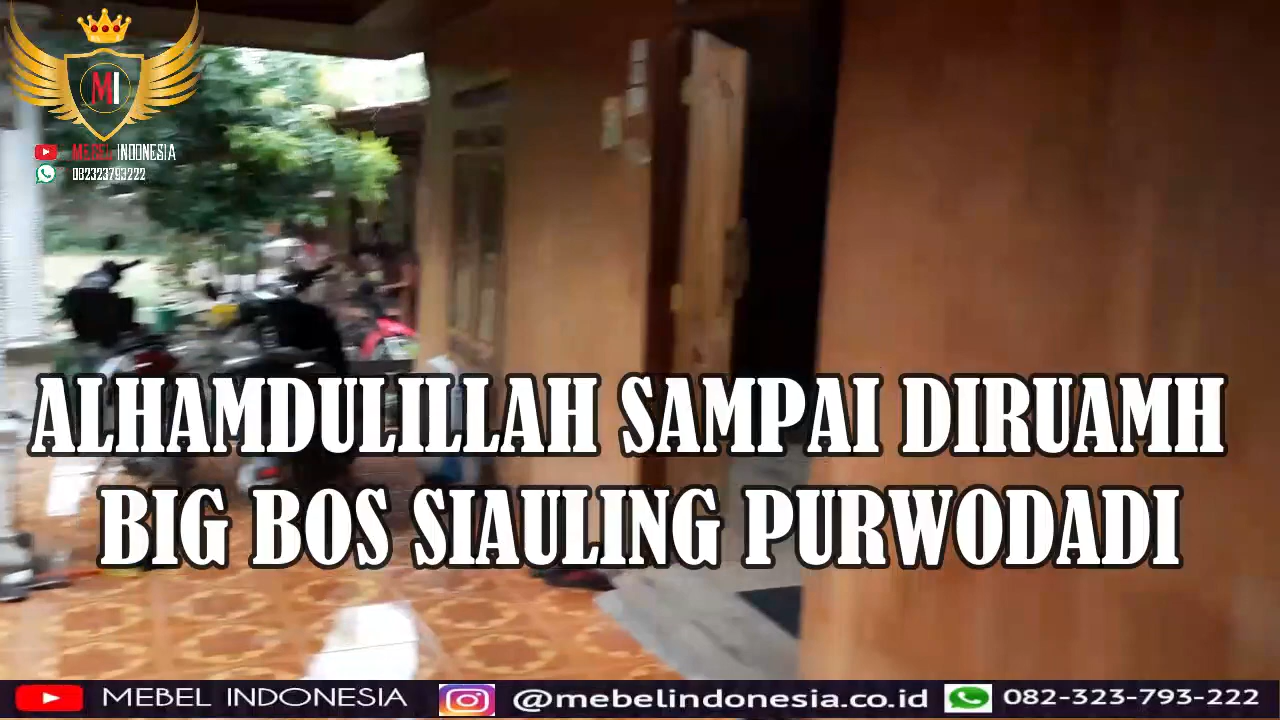 MI
MEBEL INDONESIA
082323793222
ALHAMDULILLAH SAMPAI DIRUAMH
BIG BOS SIAULING PURWODADI
MEBEL INDONESIA @mebelindonesia.co.id 082-323-793-222